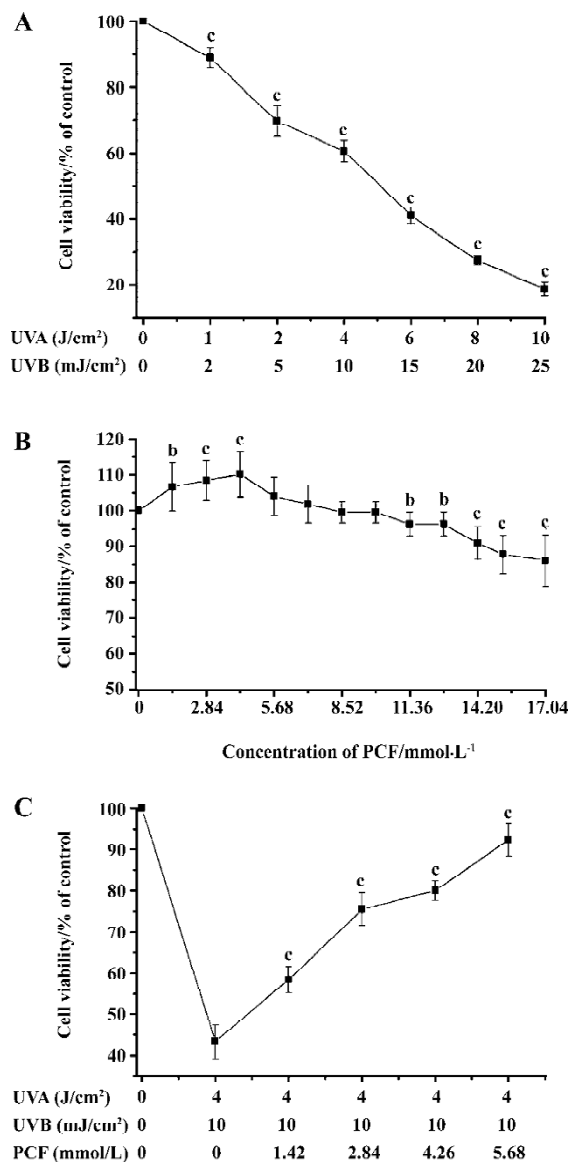 A
Cell viability/% of control
100
80
60
40
20
c
c
c
c
c
c
UVA (J/cm²) 0 1 2 4 6 8 10
UVB (mJ/cm²) 0 2 5 10 15 20 25
B
Cell viability/% of control
120
110
100
90
80
70
60
50
b c c b b c c c
0 2.84 5.68 8.52 11.36 14.20 17.04
Concentration of PCF/mmol·L⁻¹
C
Cell viability/% of control
100
90
80
70
60
50
40
c
c
c
c
UVA (J/cm²) 0 4 4 4 4 4
UVB (mJ/cm²) 0 10 10 10 10 10
PCF (mmol/L) 0 0 1.42 2.84 4.26 5.68